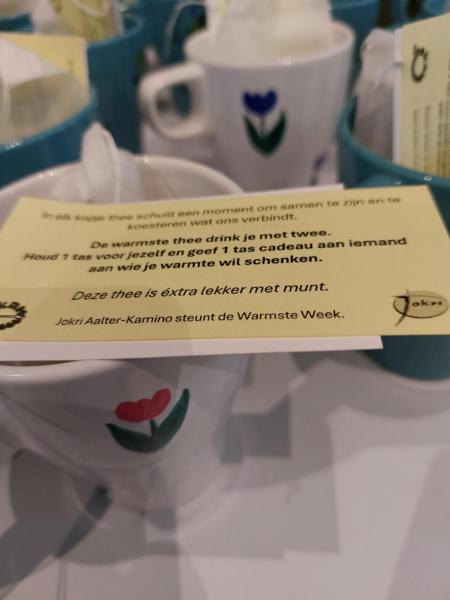 In elk kopje thee schuilt een moment om samen te zijn en te
koesteren wat ons verbindt.
De warmste thee drink je met twee.
Houd 1 tas voor jezelf en geef 1 tas cadeau aan iemand
aan wie je warmte wil schenken.
Deze thee is éxtra lekker met munt.
Jokri Aalter-Kamino steunt de Warmste Week.
Jokri